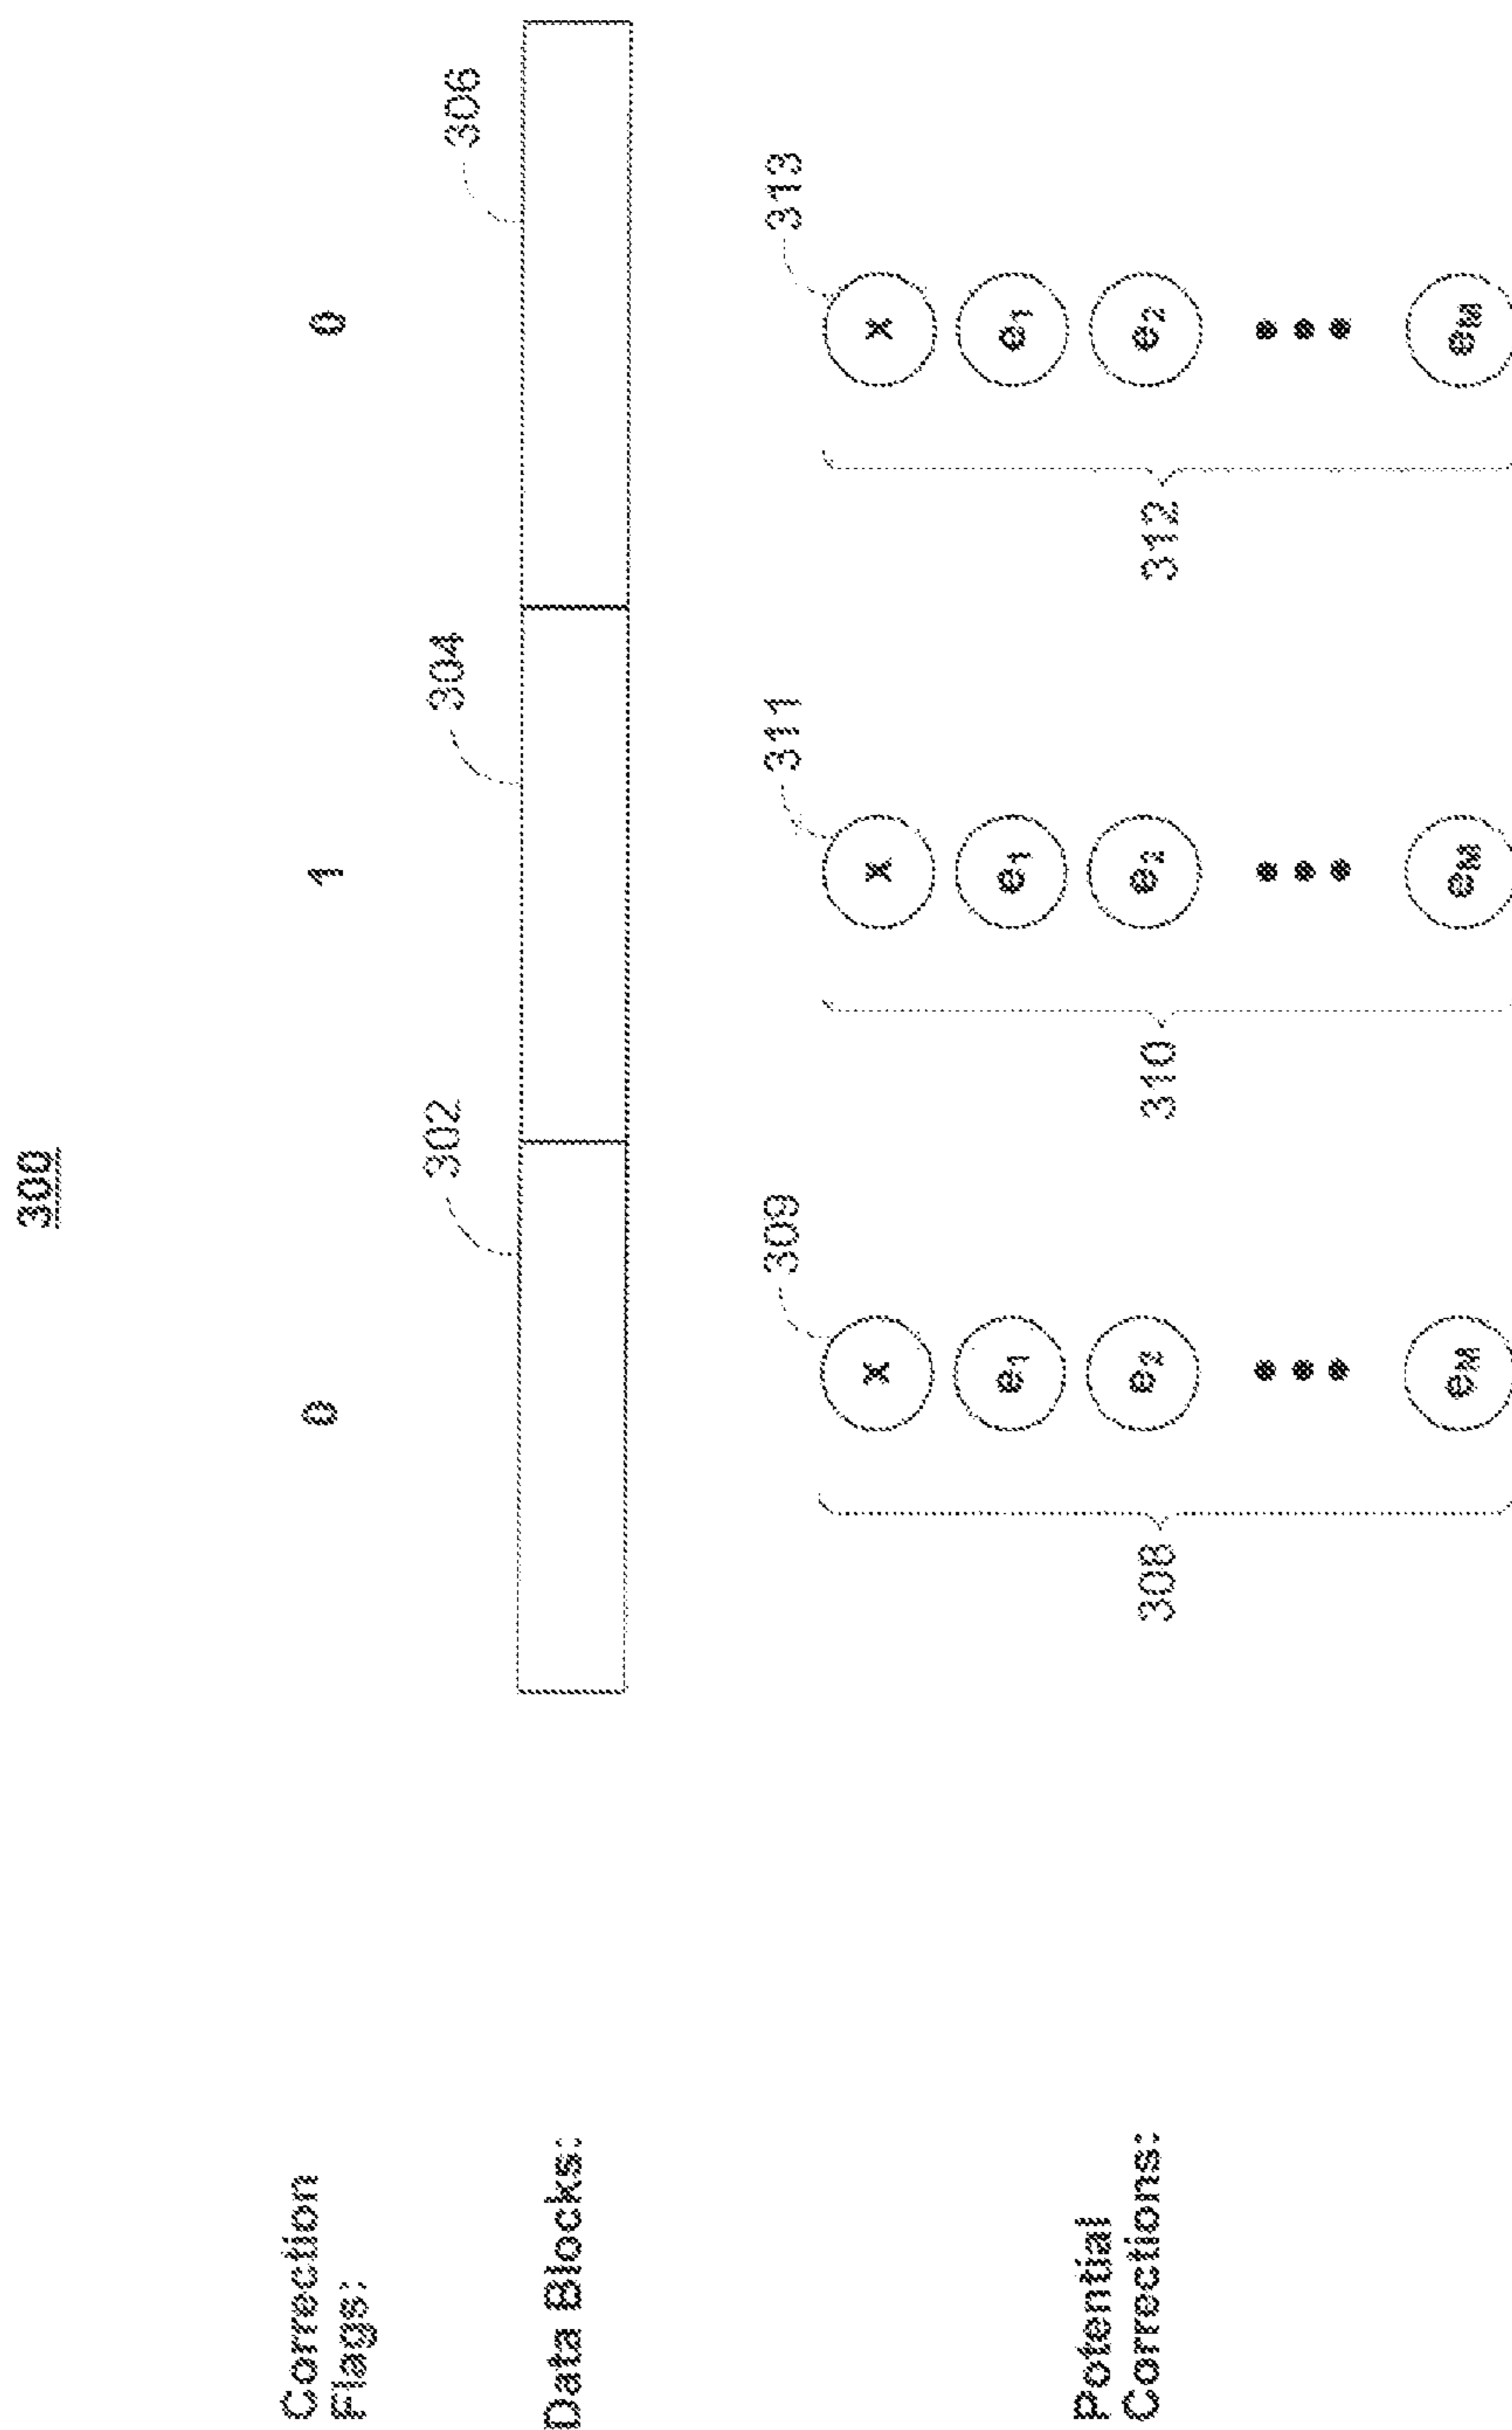 300
Correction
Flags:
0 1 0
302 304 306
Data Blocks:
309 311 313
x x x
e1 e1 e1
Potential
Corrections:
308 310 312
e2 e2 e2
eM eM eM